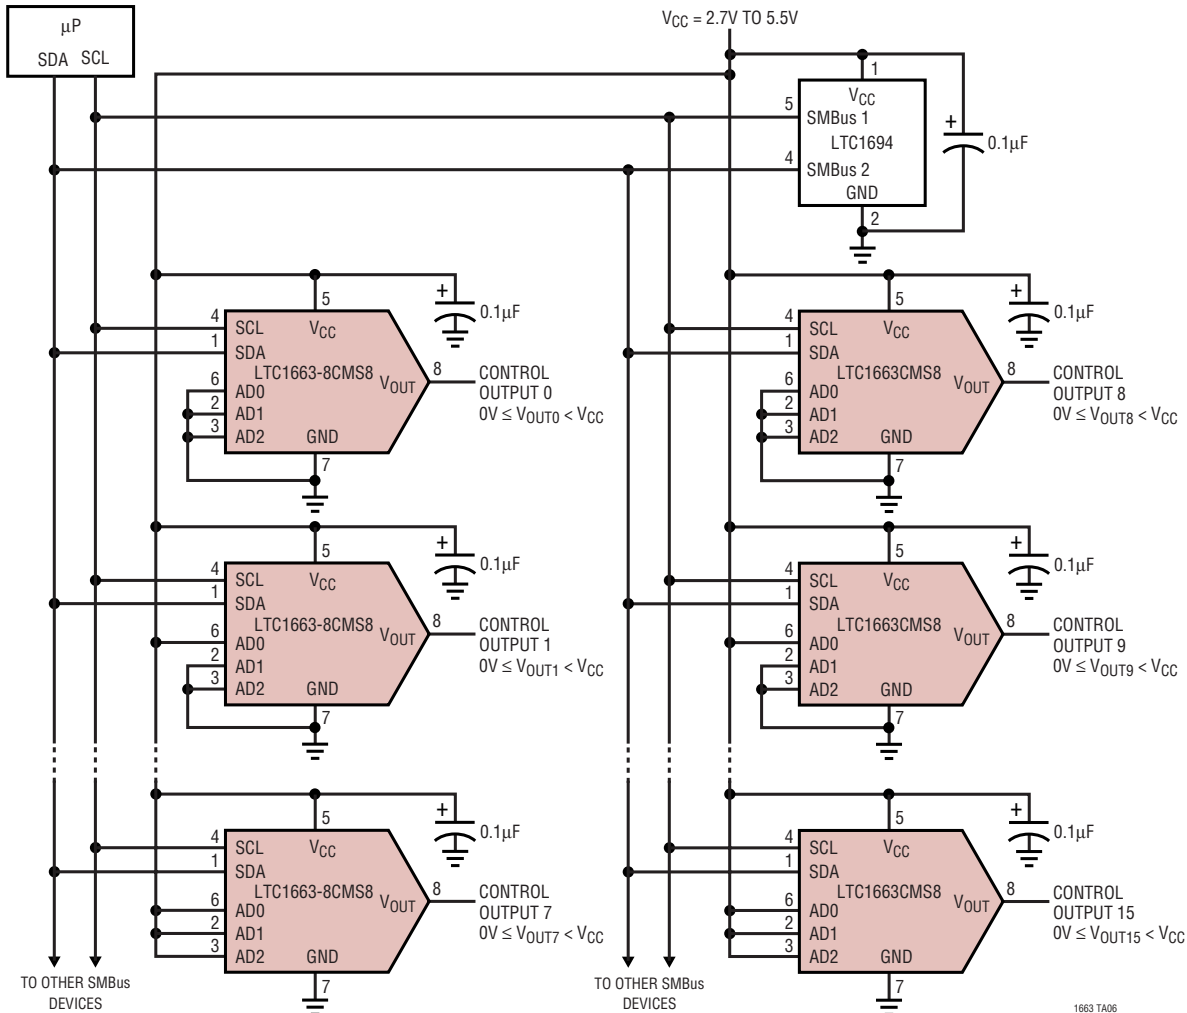 µP
SDA SCL
VCC = 2.7V TO 5.5V
1
VCC
5
SMBus 1
LTC1694
4
SMBus 2
GND
2
+
0.1µF
5
4
SCL
VCC
1
SDA
LTC1663-8CMS8
VOUT
6
AD0
2
AD1
3
AD2
GND
7
8
CONTROL
OUTPUT 0
0V ≤ VOUT0 < VCC
+
0.1µF
5
4
SCL
VCC
1
SDA
LTC1663CMS8
VOUT
6
AD0
2
AD1
3
AD2
GND
7
8
CONTROL
OUTPUT 8
0V ≤ VOUT8 < VCC
+
0.1µF
5
4
SCL
VCC
1
SDA
LTC1663-8CMS8
VOUT
6
AD0
2
AD1
3
AD2
GND
7
8
CONTROL
OUTPUT 1
0V ≤ VOUT1 < VCC
+
0.1µF
5
4
SCL
VCC
1
SDA
LTC1663CMS8
VOUT
6
AD0
2
AD1
3
AD2
GND
7
8
CONTROL
OUTPUT 9
0V ≤ VOUT9 < VCC
+
0.1µF
5
4
SCL
VCC
1
SDA
LTC1663-8CMS8
VOUT
6
AD0
2
AD1
3
AD2
GND
7
8
CONTROL
OUTPUT 7
0V ≤ VOUT7 < VCC
+
0.1µF
5
4
SCL
VCC
1
SDA
LTC1663CMS8
VOUT
6
AD0
2
AD1
3
AD2
GND
7
8
CONTROL
OUTPUT 15
0V ≤ VOUT15 < VCC
+
0.1µF
TO OTHER SMBus
DEVICES
TO OTHER SMBus
DEVICES
1663 TA06